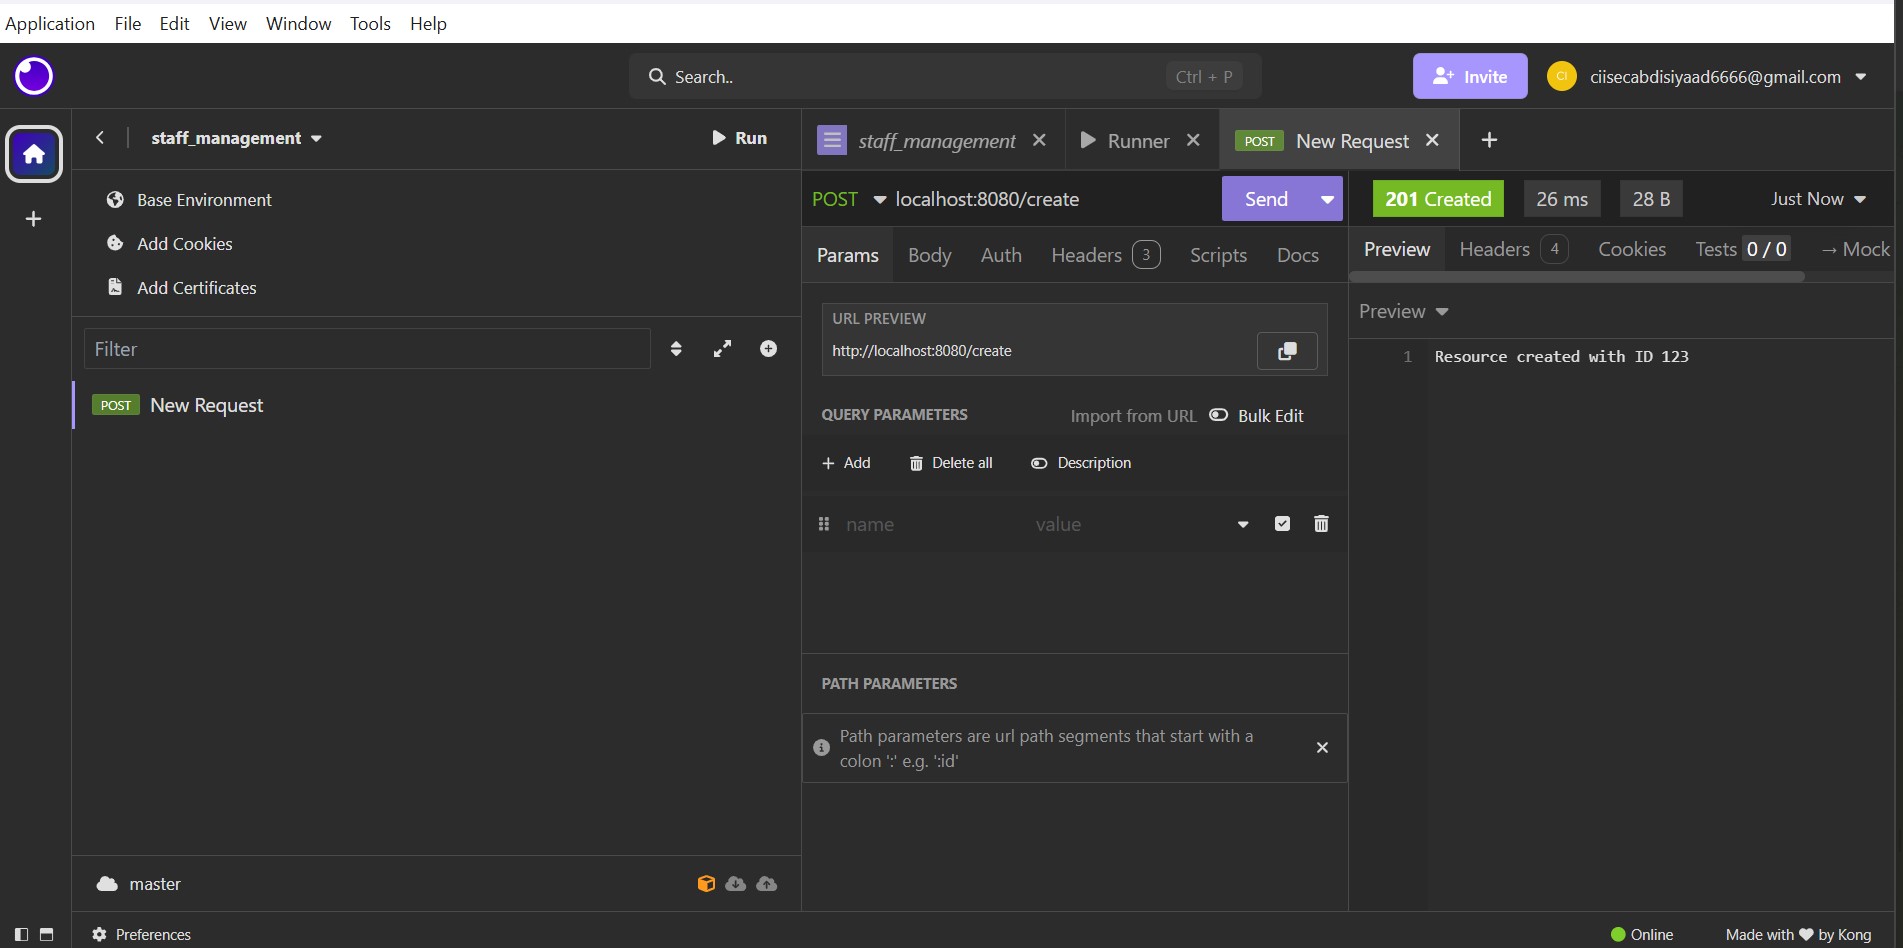 Application File Edit View Window Tools Help
Search.. Ctrl + P Invite CI ciisecabdisiyaad6666@gmail.com
staff_management Run
Base Environment
Add Cookies
Add Certificates
Filter
POST New Request
master
Preferences
staff_management Runner POST New Request
POST localhost:8080/create Send
Params Body Auth Headers 3 Scripts Docs
URL PREVIEW
http://localhost:8080/create
QUERY PARAMETERS Import from URL Bulk Edit
Add Delete all Description
name value
PATH PARAMETERS
Path parameters are url path segments that start with a
colon ':' e.g. ':id'
201 Created 26 ms 28 B Just Now
Preview Headers 4 Cookies Tests 0 / 0 → Mock
Preview
1 Resource created with ID 123
Online Made with ❤ by Kong